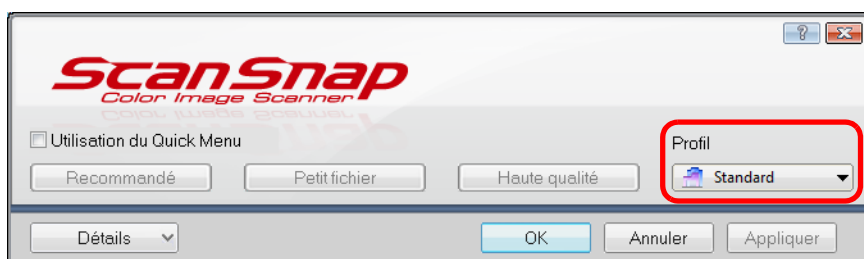 ScanSnap
Color Image Scanner
Utilisation du Quick Menu
Profil
Recommandé
Petit fichier
Haute qualité
Standard
Détails
OK
Annuler
Appliquer